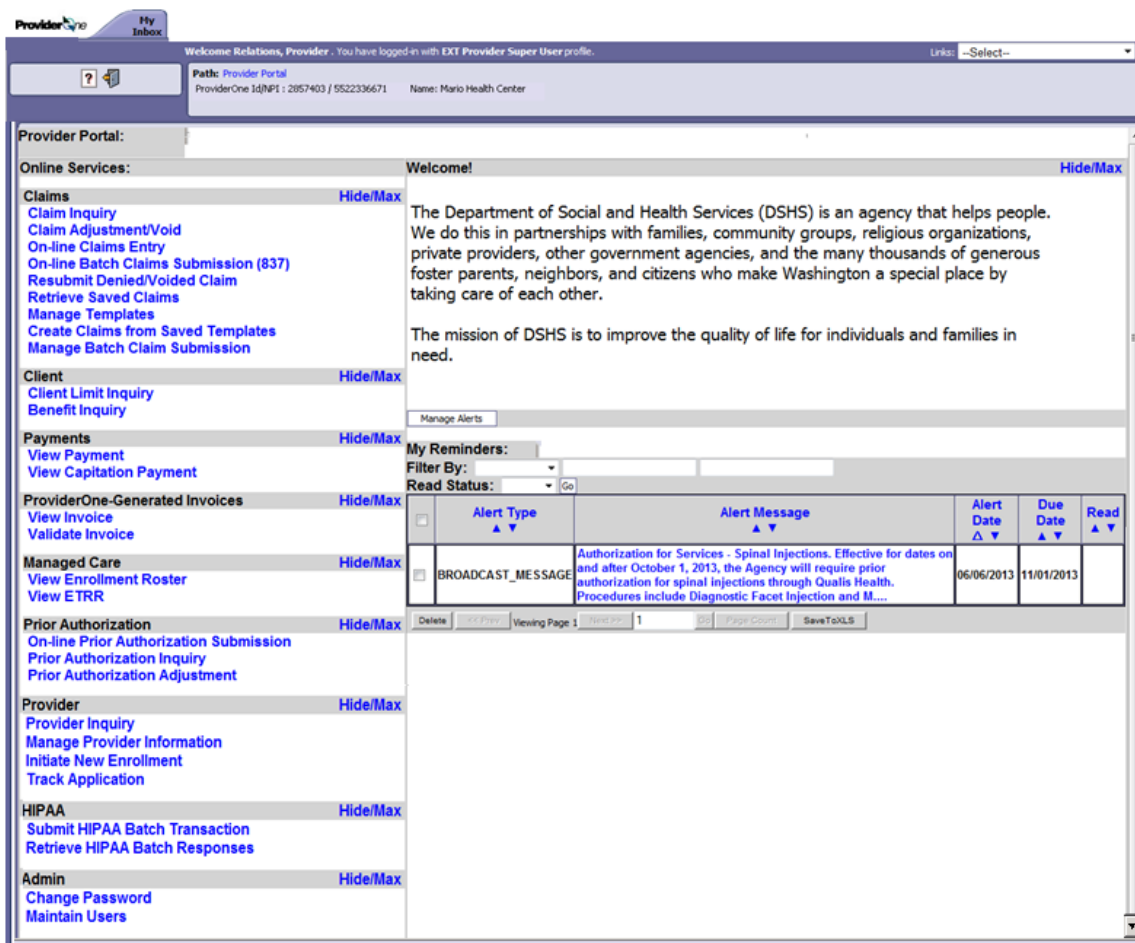 ProviderOne
My
Inbox
Welcome Relations, Provider . You have logged-in with EXT Provider Super User profile.
Links: --Select--
?
Path: Provider Portal
ProviderOne Id/NPI : 2857403 / 5522336671 Name: Mario Health Center
Provider Portal:
Online Services:
Claims Hide/Max
Claim Inquiry
Claim Adjustment/Void
On-line Claims Entry
On-line Batch Claims Submission (837)
Resubmit Denied/Voided Claim
Retrieve Saved Claims
Manage Templates
Create Claims from Saved Templates
Manage Batch Claim Submission
Client Hide/Max
Client Limit Inquiry
Benefit Inquiry
Payments Hide/Max
View Payment
View Capitation Payment
ProviderOne-Generated Invoices Hide/Max
View Invoice
Validate Invoice
Managed Care Hide/Max
View Enrollment Roster
View ETRR
Prior Authorization Hide/Max
On-line Prior Authorization Submission
Prior Authorization Inquiry
Prior Authorization Adjustment
Provider Hide/Max
Provider Inquiry
Manage Provider Information
Initiate New Enrollment
Track Application
HIPAA Hide/Max
Submit HIPAA Batch Transaction
Retrieve HIPAA Batch Responses
Admin Hide/Max
Change Password
Maintain Users
Welcome! Hide/Max
The Department of Social and Health Services (DSHS) is an agency that helps people.
We do this in partnerships with families, community groups, religious organizations,
private providers, other government agencies, and the many thousands of generous
foster parents, neighbors, and citizens who make Washington a special place by
taking care of each other.
The mission of DSHS is to improve the quality of life for individuals and families in
need.
Manage Alerts
My Reminders:
Filter By:
Read Status: Go
Alert Type
Alert Message
Alert
Date
Due
Date
Read
BROADCAST_MESSAGE
Authorization for Services - Spinal Injections. Effective for dates on
and after October 1, 2013, the Agency will require prior
authorization for spinal injections through Qualis Health.
Procedures include Diagnostic Facet Injection and M....
06/06/2013 11/01/2013
Delete << Prev Viewing Page 1 Next >> 1 Go Page Count SaveToXLS